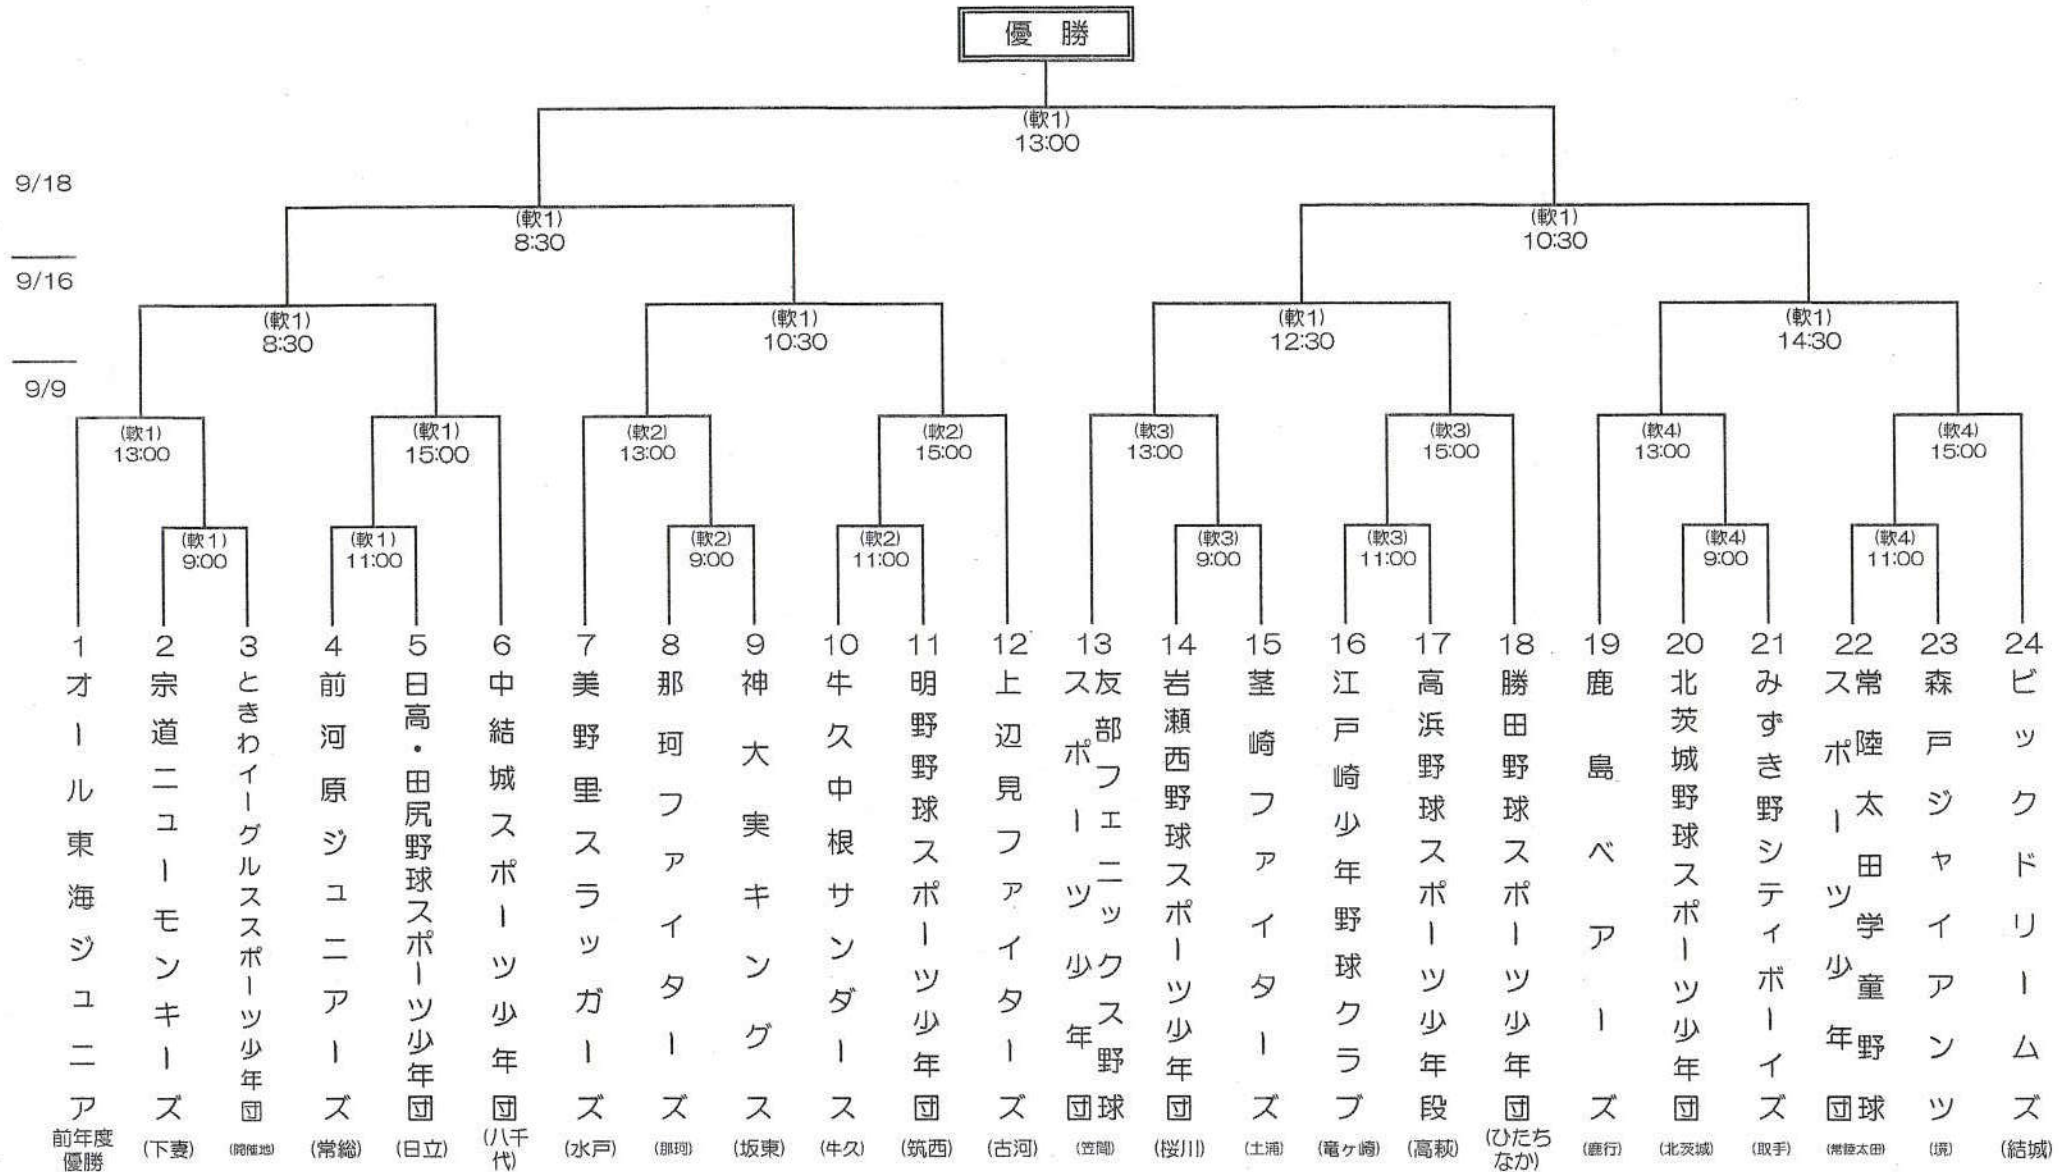 優勝
(軟1)
13:00
9/18
(軟1)
8:30
(軟1)
10:30
9/16
(軟1)
8:30
(軟1)
10:30
(軟1)
12:30
(軟1)
14:30
9/9
(軟1)
13:00
(軟1)
15:00
(軟2)
13:00
(軟2)
15:00
(軟3)
13:00
(軟3)
15:00
(軟4)
13:00
(軟4)
15:00
(軟1)
9:00
(軟1)
11:00
(軟2)
9:00
(軟2)
11:00
(軟3)
9:00
(軟3)
11:00
(軟4)
9:00
(軟4)
11:00
1
オール東海ジュニア
前年度
優勝
2
宗道ニューモンキーズ
(下妻)
3
ときわイーグルススポーツ少年団
(開催地)
4
前河原ジュニアーズ
(常総)
5
日高・田尻野球スポーツ少年団
(日立)
6
中結城スポーツ少年団
(八千
代)
7
美野里スラッガーズ
(水戸)
8
那珂ファイターズ
(那珂)
9
神大実キングス
(坂東)
10
牛久中根サンダース
(牛久)
11
明野野球スポーツ少年団
(筑西)
12
上辺見ファイターズ
(古河)
13
友部フェニックス野球
スポーツ少年団
(笠間)
14
岩瀬西野球スポーツ少年団
(桜川)
15
茎崎ファイターズ
(土浦)
16
江戸崎少年野球クラブ
(竜ヶ崎)
17
高浜野球スポーツ少年段
(高萩)
18
勝田野球スポーツ少年団
(ひたち
なか)
19
鹿島ベアーズ
(鹿行)
20
北茨城野球スポーツ少年団
(北茨城)
21
みずき野シティボーイズ
(取手)
22
常陸太田学童野球
スポーツ少年団
(常陸太田)
23
森戸ジャイアンツ
(境)
24
ビックドリームズ
(結城)